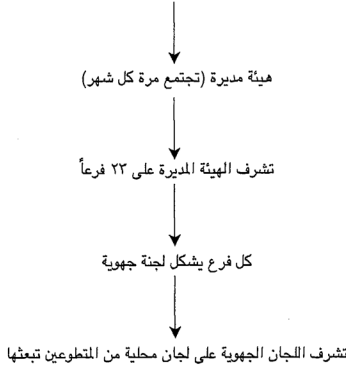 هيئة مديرة (تجتمع مرة كل شهر)
تشرف الهيئة المديرة على ٢٣ فرعاً
كل فرع يشكل لجنة جهوية
تشرف اللجان الجهوية على لجان محلية من المتطوعين تبعثها